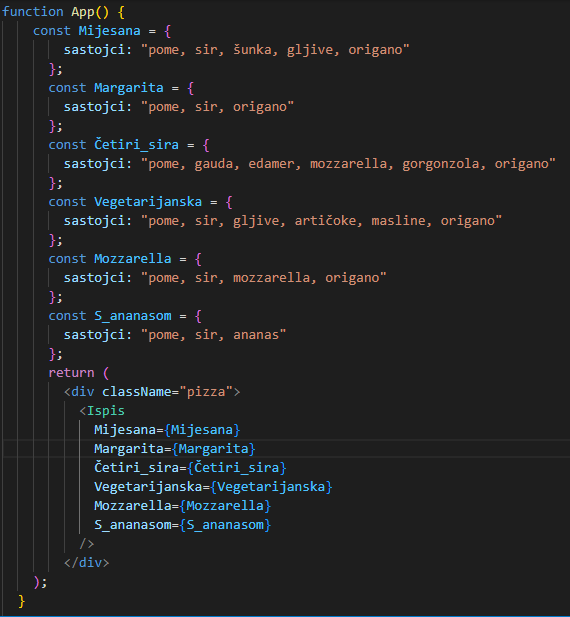 function App() {
const Mijesana = {
sastojci: "pome, sir, šunka, gljive, origano"
};
const Margarita = {
sastojci: "pome, sir, origano"
};
const Četiri_sira = {
sastojci: "pome, gauda, edamer, mozzarella, gorgonzola, origano"
};
const Vegetarijanska = {
sastojci: "pome, sir, gljive, artičoke, masline, origano"
};
const Mozzarella = {
sastojci: "pome, sir, mozzarella, origano"
};
const S_ananasom = {
sastojci: "pome, sir, ananas"
};
return (
<div className="pizza">
<Ispis
Mijesana={Mijesana}
Margarita={Margarita}
Četiri_sira={Četiri_sira}
Vegetarijanska={Vegetarijanska}
Mozzarella={Mozzarella}
S_ananasom={S_ananasom}
/>
</div>
);
}